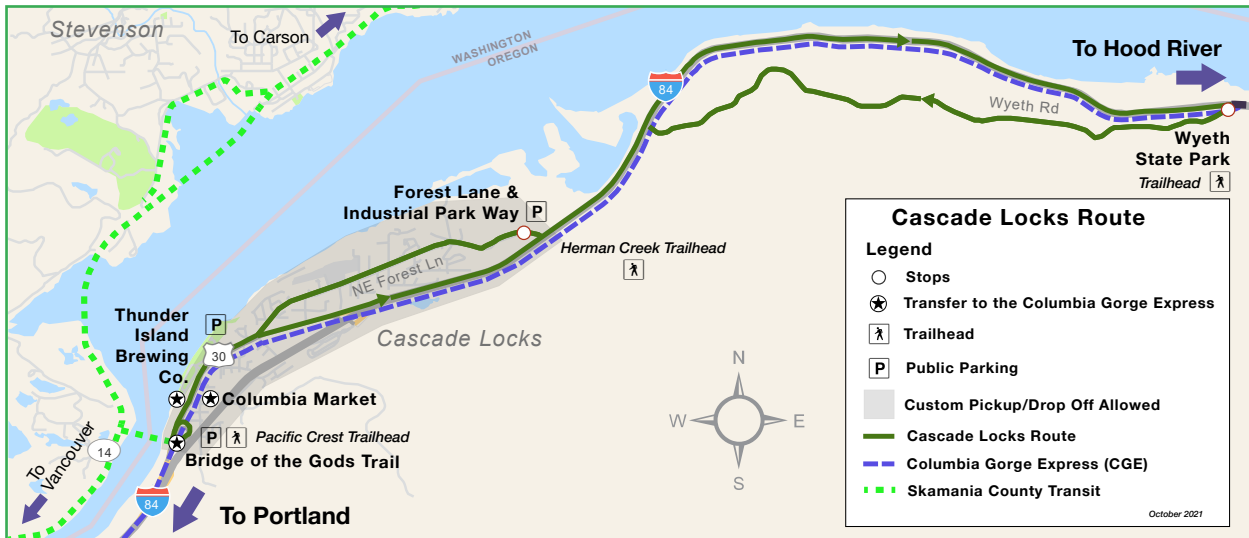 Stevenson
To Carson
WASHINGTON
OREGON
To Hood River
84
Wyeth Rd
Wyeth
State Park
Trailhead
Forest Lane &
Industrial Park Way P
Herman Creek Trailhead
NE Forest Ln
Thunder
Island
Brewing
Co.
P
30
Cascade Locks
Columbia Market
P Pacific Crest Trailhead
Bridge of the Gods Trail
14
To
Vancouver
84
To Portland
N
W E
S
Cascade Locks Route
Legend
Stops
Transfer to the Columbia Gorge Express
Trailhead
P Public Parking
Custom Pickup/Drop Off Allowed
Cascade Locks Route
Columbia Gorge Express (CGE)
Skamania County Transit
October 2021